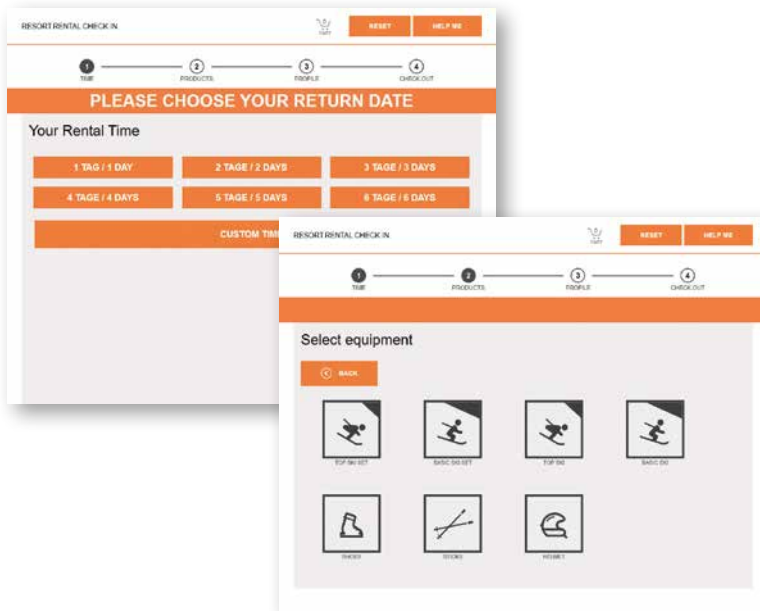 RESORT RENTAL CHECK IN
CART
RESET
HELP ME
1
2
3
4
TIME
PRODUCTS
PROFILE
CHECK OUT
PLEASE CHOOSE YOUR RETURN DATE
Your Rental Time
1 TAG / 1 DAY
2 TAGE / 2 DAYS
3 TAGE / 3 DAYS
4 TAGE / 4 DAYS
5 TAGE / 5 DAYS
6 TAGE / 6 DAYS
CUSTOM TIM
RESORT RENTAL CHECK IN
CART
RESET
HELP ME
1
2
3
4
TIME
PRODUCTS
PROFILE
CHECK OUT
Select equipment
BACK
TOP SKI SET
BASIC SKI SET
TOP SKI
BASIC SKI
SHOES
STICKS
HELMET